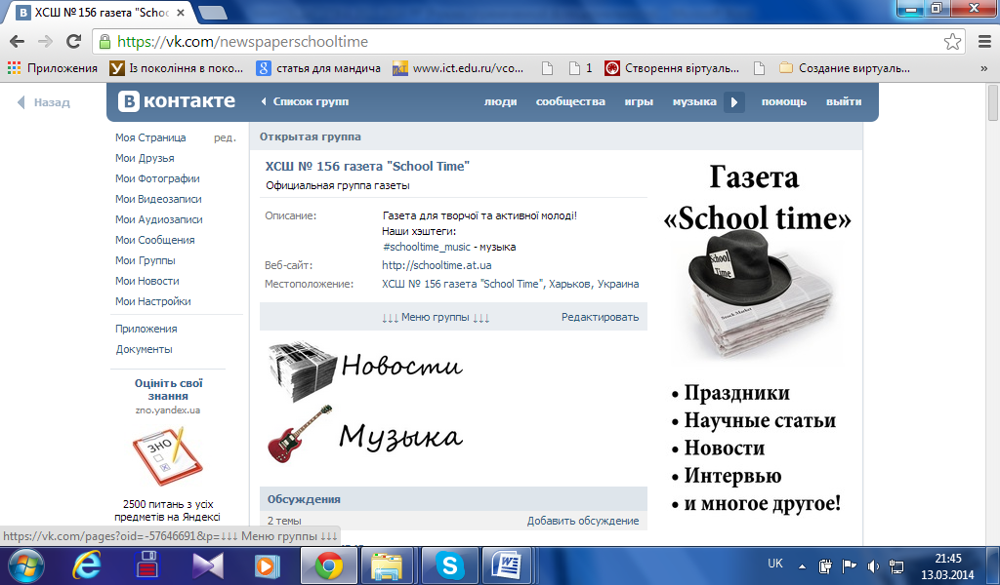 ХСШ № 156 газета "Schoo
https://vk.com/newspaperschooltime
Приложения
Із покоління в поко...
статья для мандича
www.ict.edu.ru/vco...
1
Створення віртуаль...
Создание виртуаль...
»
Назад
В контакте
Список групп
люди сообщества игры музыка помощь выйти
Моя Страница ред.
Мои Друзья
Мои Фотографии
Мои Видеозаписи
Мои Аудиозаписи
Мои Сообщения
Мои Группы
Мои Новости
Мои Настройки
Приложения
Документы
Оцініть свої
знання
zno.yandex.ua
ЗНО
2500 питань з усіх
предметів на Яндексі
Открытая группа
ХСШ № 156 газета "School Time"
Официальная группа газеты
Описание: Газета для творчої та активної молоді!
Наши хэштеги:
#schooltime_music - музыка
Веб-сайт: http://schooltime.at.ua
Местоположение: ХСШ № 156 газета "School Time", Харьков, Украина
↓↓↓ Меню группы ↓↓↓ Редактировать
Новости
Музыка
Обсуждения
2 темы Добавить обсуждение
Газета
«School time»
School
Time
Stock Market
• Праздники
• Научные статьи
• Новости
• Интервью
• и многое другое!
https://vk.com/pages?oid=-57646691&p=↓↓↓ Меню группы ↓↓↓
UK
21:45
13.03.2014